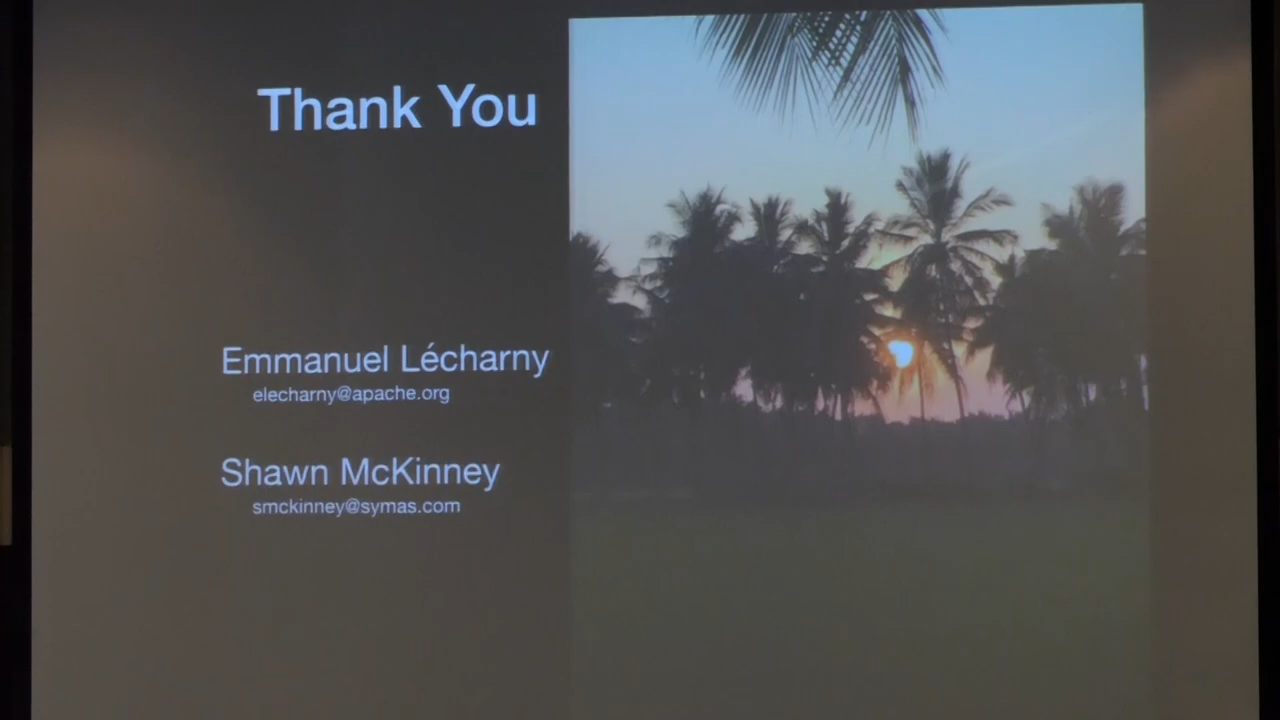 Thank You
Emmanuel Lécharny
elecharny@apache.org
Shawn McKinney
smckinney@symas.com